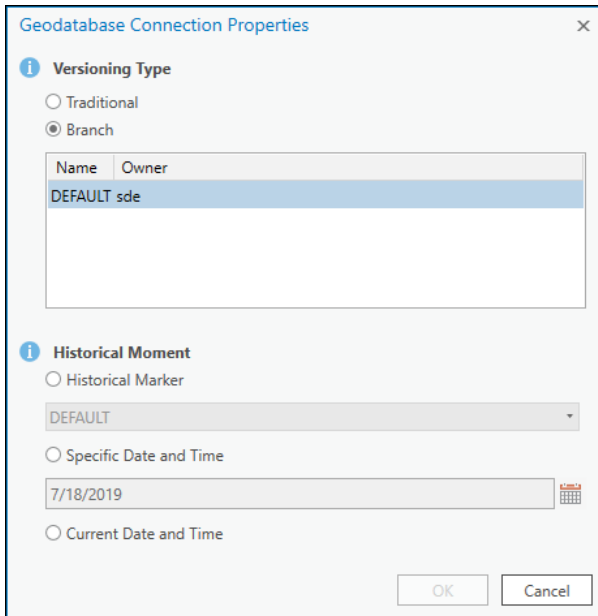 Geodatabase Connection Properties
Versioning Type
Traditional
Branch
Name Owner
DEFAULT sde
Historical Moment
Historical Marker
DEFAULT
Specific Date and Time
7/18/2019
Current Date and Time
OK Cancel